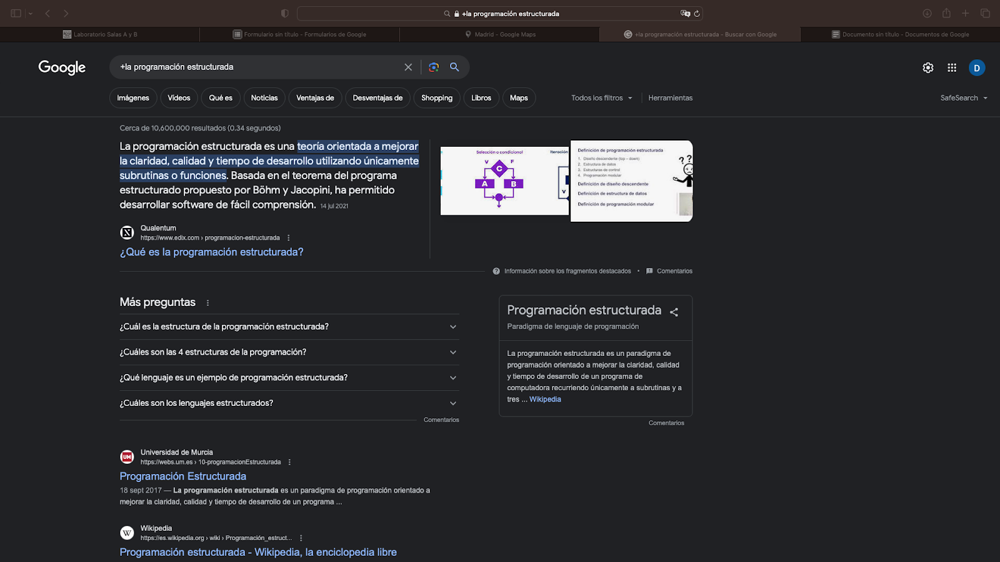 +la programación estructurada
Laboratorio Salas A y B
Formulario sin título - Formularios de Google
Madrid - Google Maps
+la programación estructurada - Buscar con Google
Documento sin título - Documentos de Google
Google
+la programación estructurada
D
Imágenes
Vídeos
Qué es
Noticias
Ventajas de
Desventajas de
Shopping
Libros
Maps
Todos los filtros
Herramientas
SafeSearch
Cerca de 10,600,000 resultados (0.34 segundos)
La programación estructurada es una teoría orientada a mejorar
la claridad, calidad y tiempo de desarrollo utilizando únicamente
subrutinas o funciones. Basada en el teorema del programa
estructurado propuesto por Böhm y Jacopini, ha permitido
desarrollar software de fácil comprensión. 14 jul 2021
Selección o condicional
Iteración
V
F
C
A
B
V
Definición de programación estructurada
1. Diseño descendente (top – down)
2. Estructura de datos
3. Estructuras de control
4. Programación modular
Definición de diseño descendente
Definición de estructura de datos
Definición de programación modular
? ?
Qualentum
https://www.edix.com › programacion-estructurada
¿Qué es la programación estructurada?
Información sobre los fragmentos destacados • Comentarios
Más preguntas
¿Cuál es la estructura de la programación estructurada?
¿Cuáles son las 4 estructuras de la programación?
¿Qué lenguaje es un ejemplo de programación estructurada?
¿Cuáles son los lenguajes estructurados?
Comentarios
Programación estructurada
Paradigma de lenguaje de programación
La programación estructurada es un paradigma de
programación orientado a mejorar la claridad, calidad
y tiempo de desarrollo de un programa de
computadora recurriendo únicamente a subrutinas y a
tres ... Wikipedia
Comentarios
UM
Universidad de Murcia
https://webs.um.es › 10-programacionEstructurada
Programación Estructurada
18 sept 2017 — La programación estructurada es un paradigma de programación orientado a
mejorar la claridad, calidad y tiempo de desarrollo de un programa ...
W
Wikipedia
https://es.wikipedia.org › wiki › Programación_estruct...
Programación estructurada - Wikipedia, la enciclopedia libre